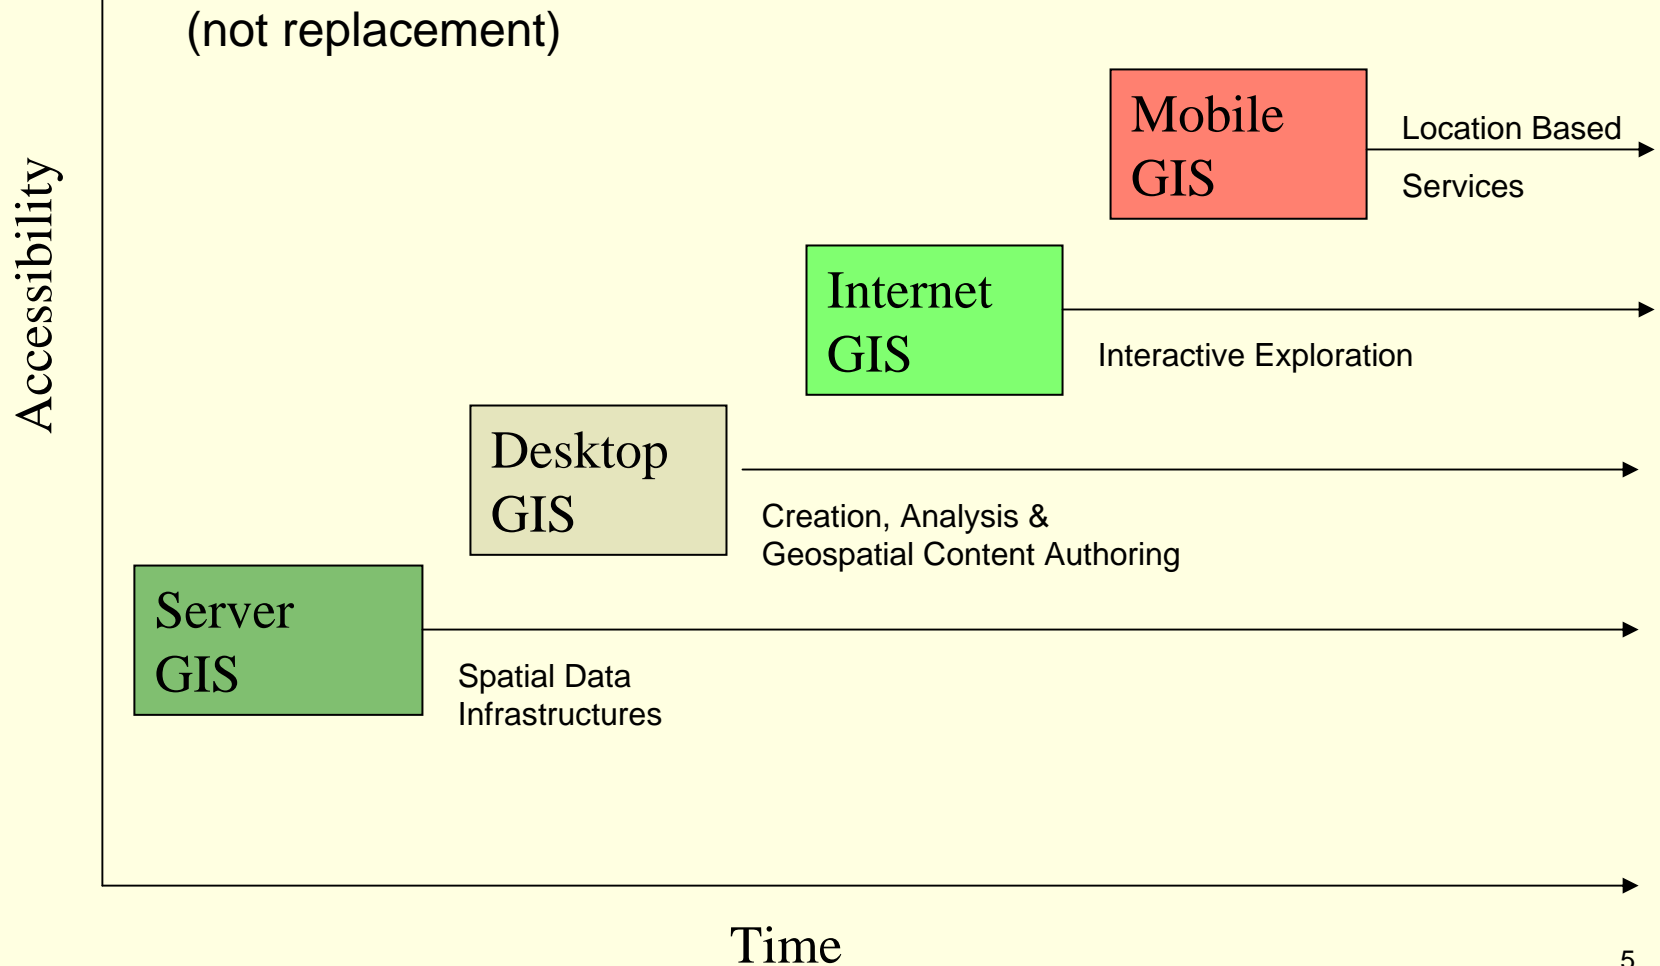 (not replacement)
Mobile
GIS
Location Based
Services
Accessibility
Internet
GIS
Interactive Exploration
Desktop
GIS
Creation, Analysis &
Geospatial Content Authoring
Server
GIS
Spatial Data
Infrastructures
Time
5